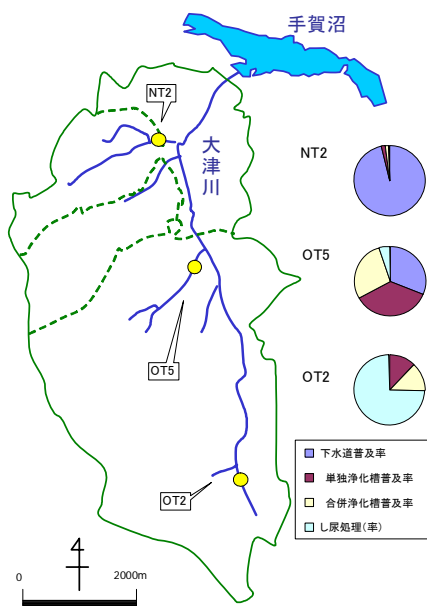 手賀沼
NT2
大津川
NT2
OT5
OT5
OT2
OT2
下水道普及率
単独浄化槽普及率
合併浄化槽普及率
し尿処理(率)
4
0 2000m